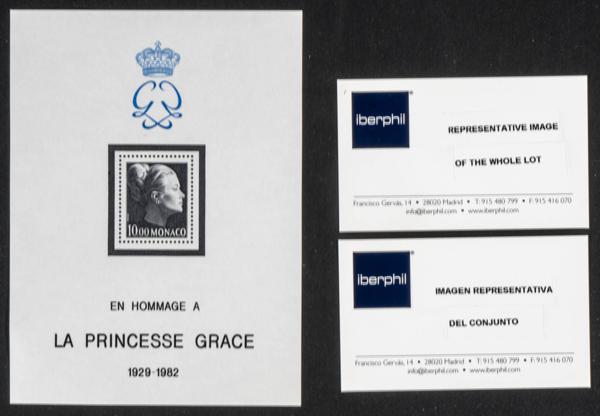 10.00 MONACO
EN HOMMAGE A
LA PRINCESSE GRACE
1929-1982
iberphil
REPRESENTATIVE IMAGE
OF THE WHOLE LOT
Francisco Gervás, 14 • 28020 Madrid • T: 915 480 799 • F: 915 416 070
info@iberphil.com • www.iberphil.com
iberphil
IMAGEN REPRESENTATIVA
DEL CONJUNTO
Francisco Gervás, 14 • 28020 Madrid • T: 915 480 799 • F: 915 416 070
info@iberphil.com • www.iberphil.com